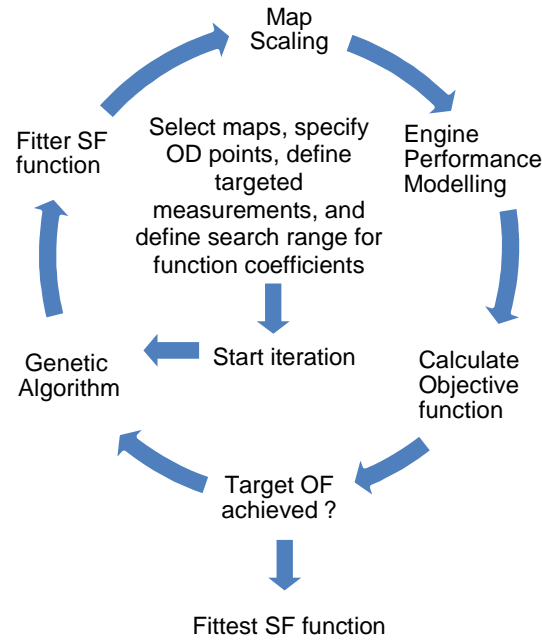 Map
Scaling
Select maps, specify
OD points, define
targeted
measurements, and
define search range for
function coefficients
Engine
Performance
Modelling
Fitter SF
function
Start iteration
Genetic
Algorithm
Calculate
Objective
function
Target OF
achieved ?
Fittest SF function